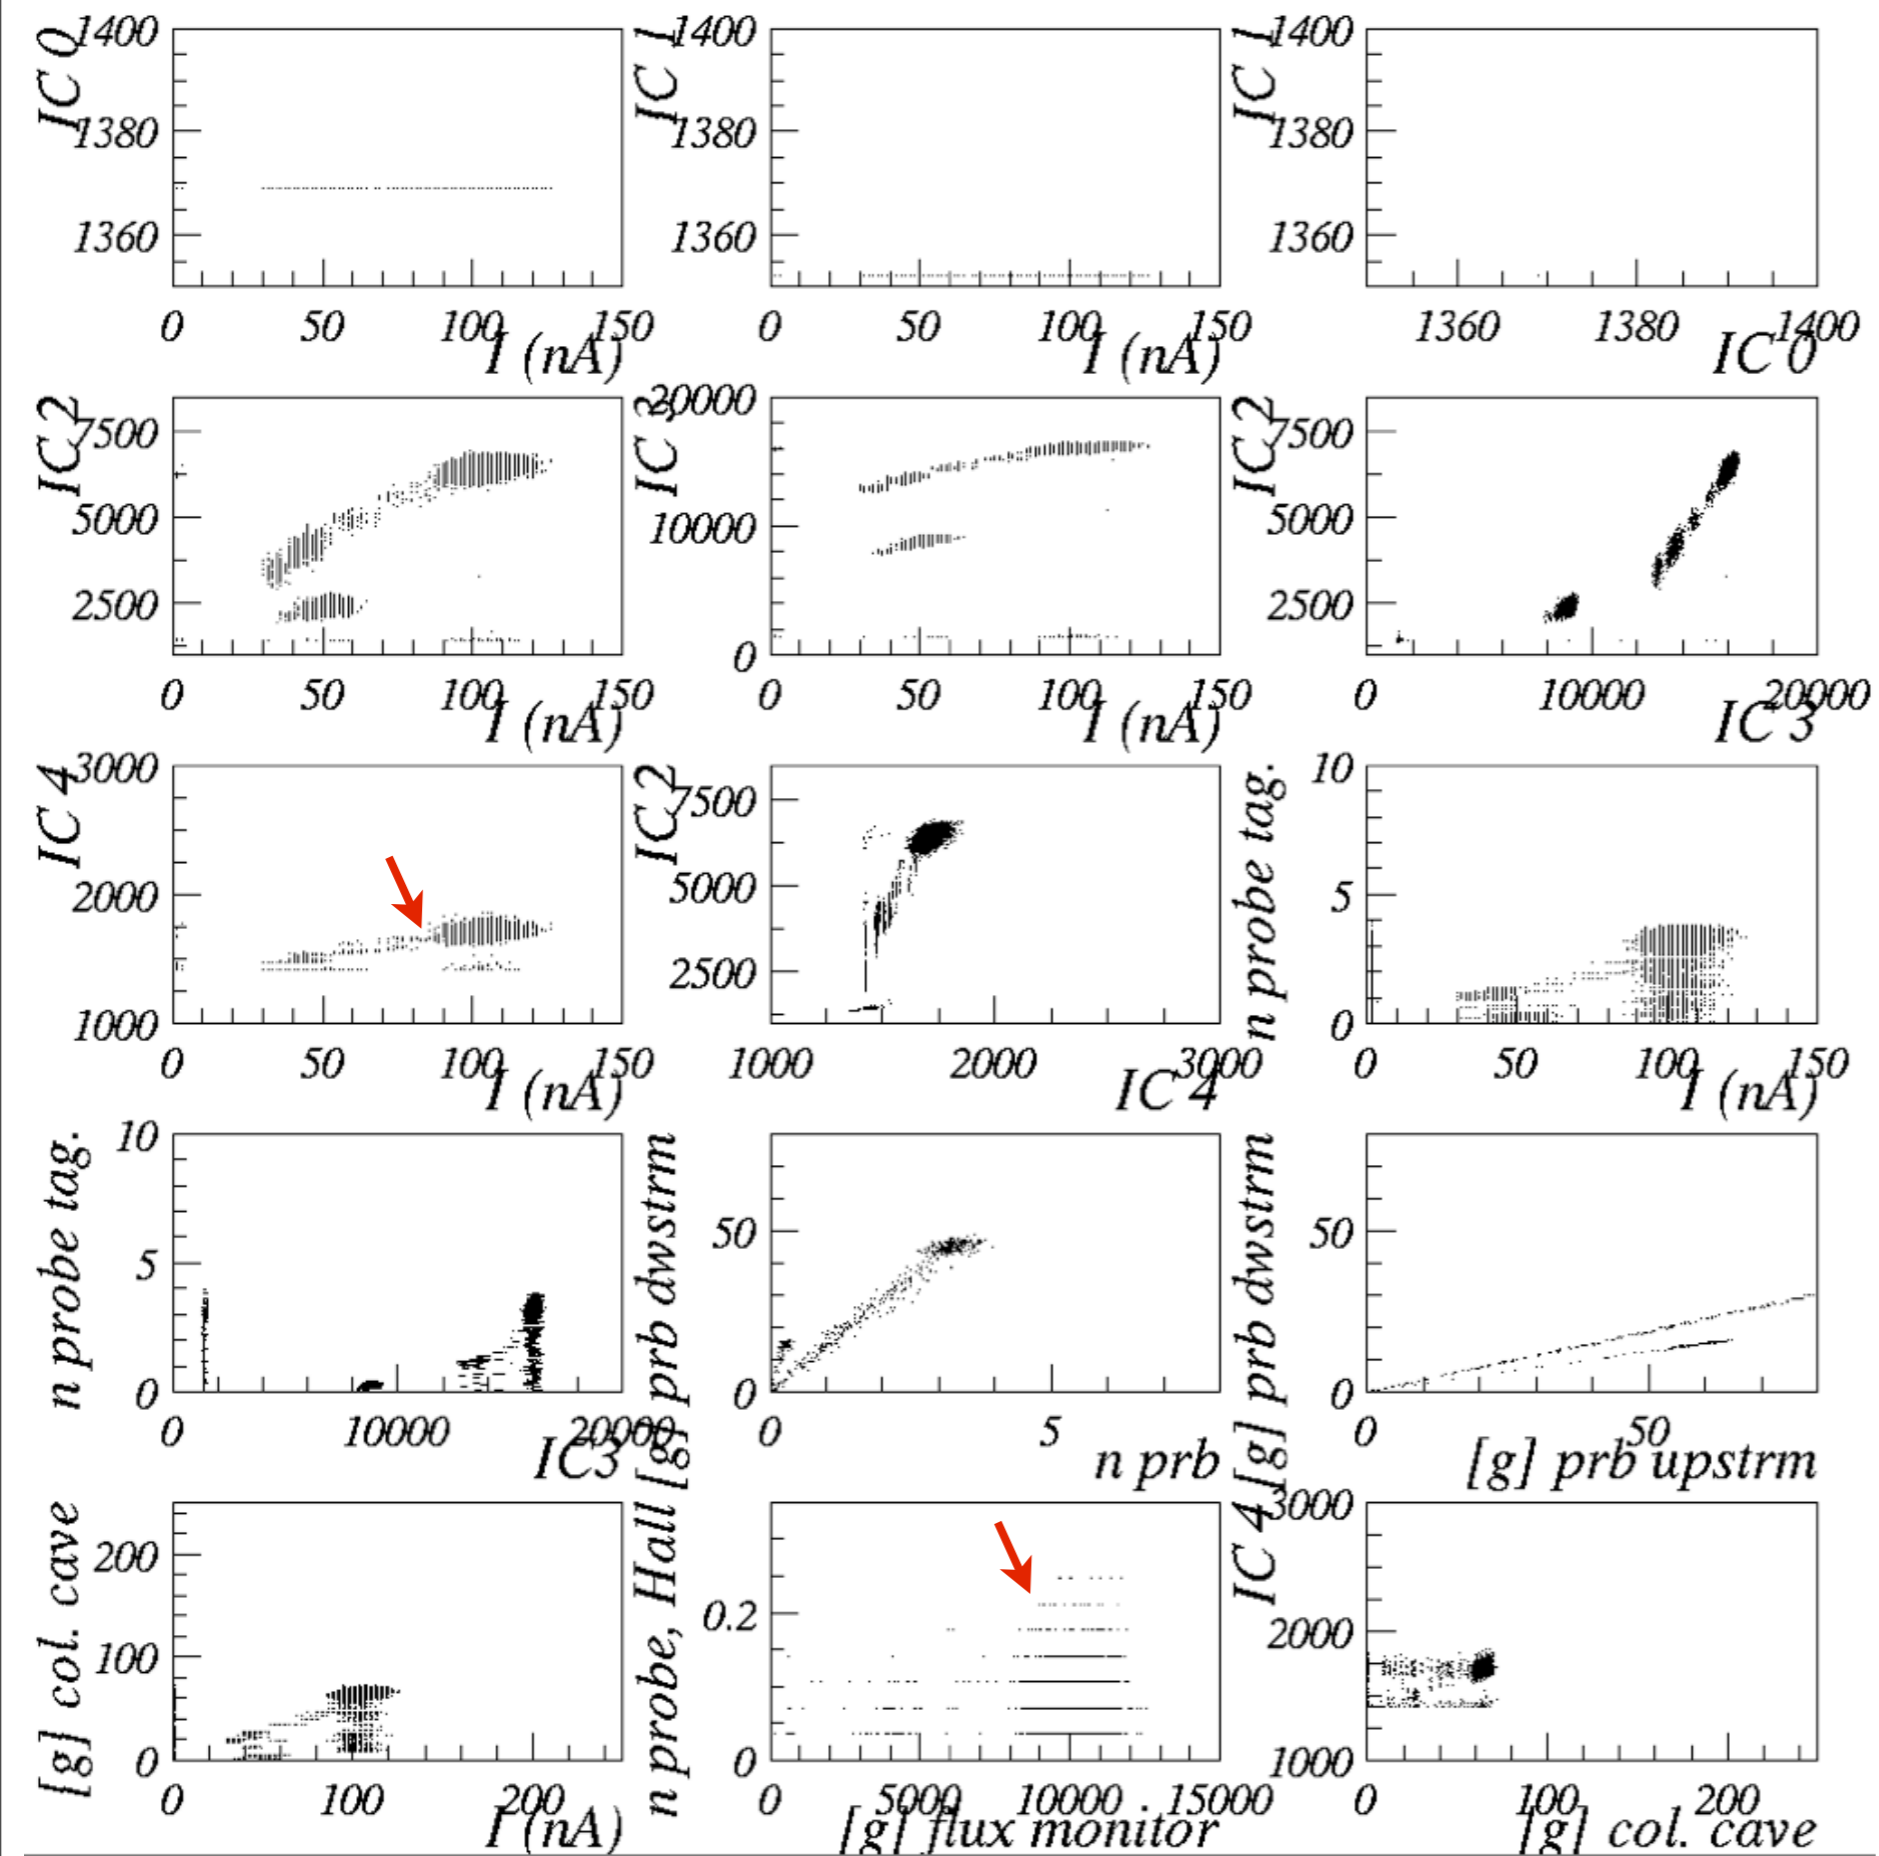 IC 0
1400
1380
1360
0 50 100 150
I (nA)
IC 1
1400
1380
1360
0 50 100 150
I (nA)
IC 1
1400
1380
1360
1360 1380 1400
IC 0
IC 2
7500
5000
2500
0 50 100 150
I (nA)
IC 3
20000
10000
0
0 50 100 150
I (nA)
IC 2
7500
5000
2500
0 10000 20000
IC 3
IC 4
3000
2000
1000
0 50 100 150
I (nA)
IC 2
7500
5000
2500
1000 2000 3000
IC 4
n probe tag.
10
5
0
0 50 100 150
I (nA)
n probe tag.
10
5
0
0 10000 20000
IC3
[g] prb dwstrm
50
0
0 5
n prb
[g] prb dwstrm
50
0
0 50
[g] prb upstrm
[g] col. cave
200
100
0
0 100 200
I (nA)
n probe, Hall
0.2
0
0 5000 10000 15000
[g] flux monitor
IC 4
3000
2000
1000
0 100 200
[g] col. cave